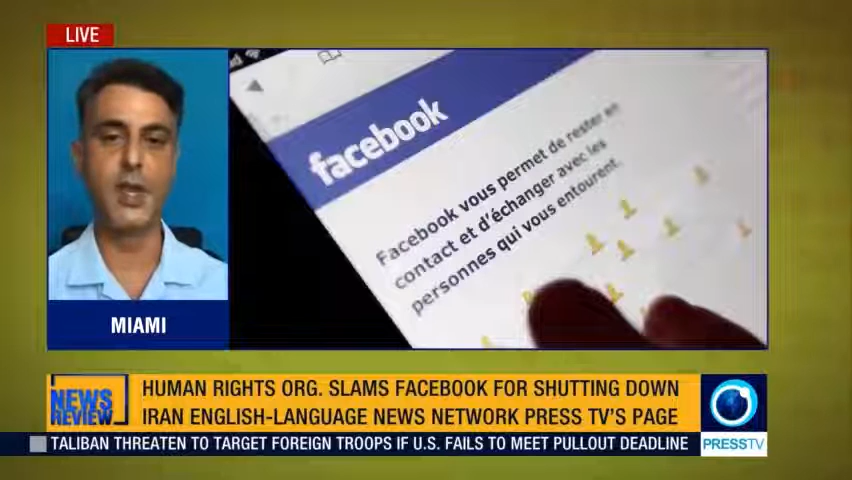 LIVE
facebook
Facebook vous permet de rester en
contact et d'échanger avec les
personnes qui vous entourent.
MIAMI
NEWS
REVIEW
HUMAN RIGHTS ORG. SLAMS FACEBOOK FOR SHUTTING DOWN
IRAN ENGLISH-LANGUAGE NEWS NETWORK PRESS TV'S PAGE
TALIBAN THREATEN TO TARGET FOREIGN TROOPS IF U.S. FAILS TO MEET PULLOUT DEADLINE
PRESSTV